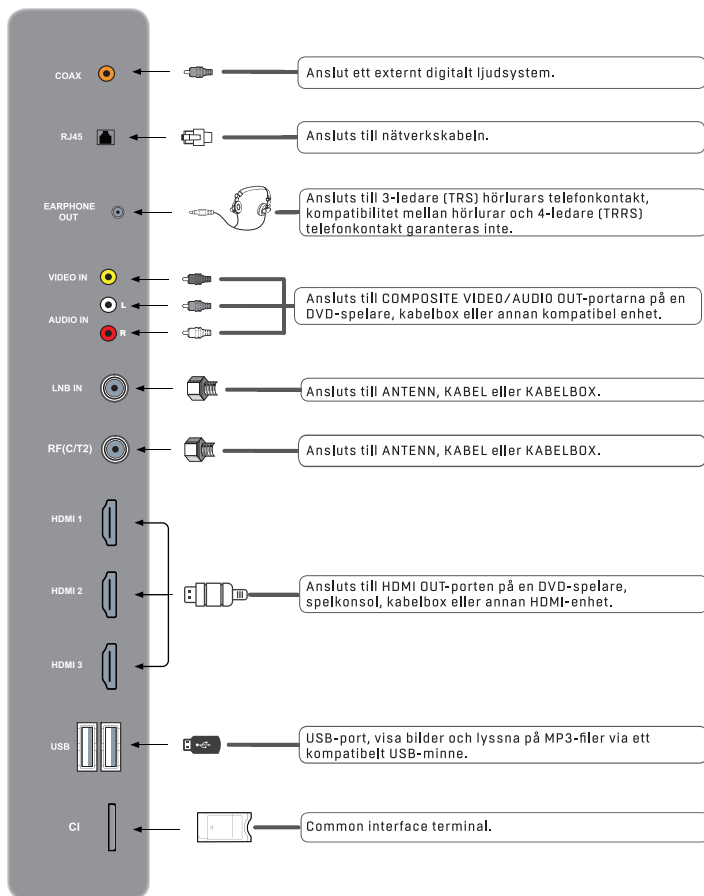 COAX
Anslut ett externt digitalt ljudsystem.
RJ45
Ansluts till nätverkskabeln.
EARPHONE
OUT
Ansluts till 3-ledare (TRS) hörlurars telefonkontakt,
kompatibilitet mellan hörlurar och 4-ledare (TRRS)
telefonkontakt garanteras inte.
VIDEO IN
L
AUDIO IN
R
Ansluts till COMPOSITE VIDEO/AUDIO OUT-portarna på en
DVD-spelare, kabelbox eller annan kompatibel enhet.
LNB IN
Ansluts till ANTENN, KABEL eller KABELBOX.
RF(C/T2)
Ansluts till ANTENN, KABEL eller KABELBOX.
HDMI 1
HDMI 2
HDMI 3
Ansluts till HDMI OUT-porten på en DVD-spelare,
spelkonsol, kabelbox eller annan HDMI-enhet.
USB
USB-port, visa bilder och lyssna på MP3-filer via ett
kompatibelt USB-minne.
CI
Common interface terminal.